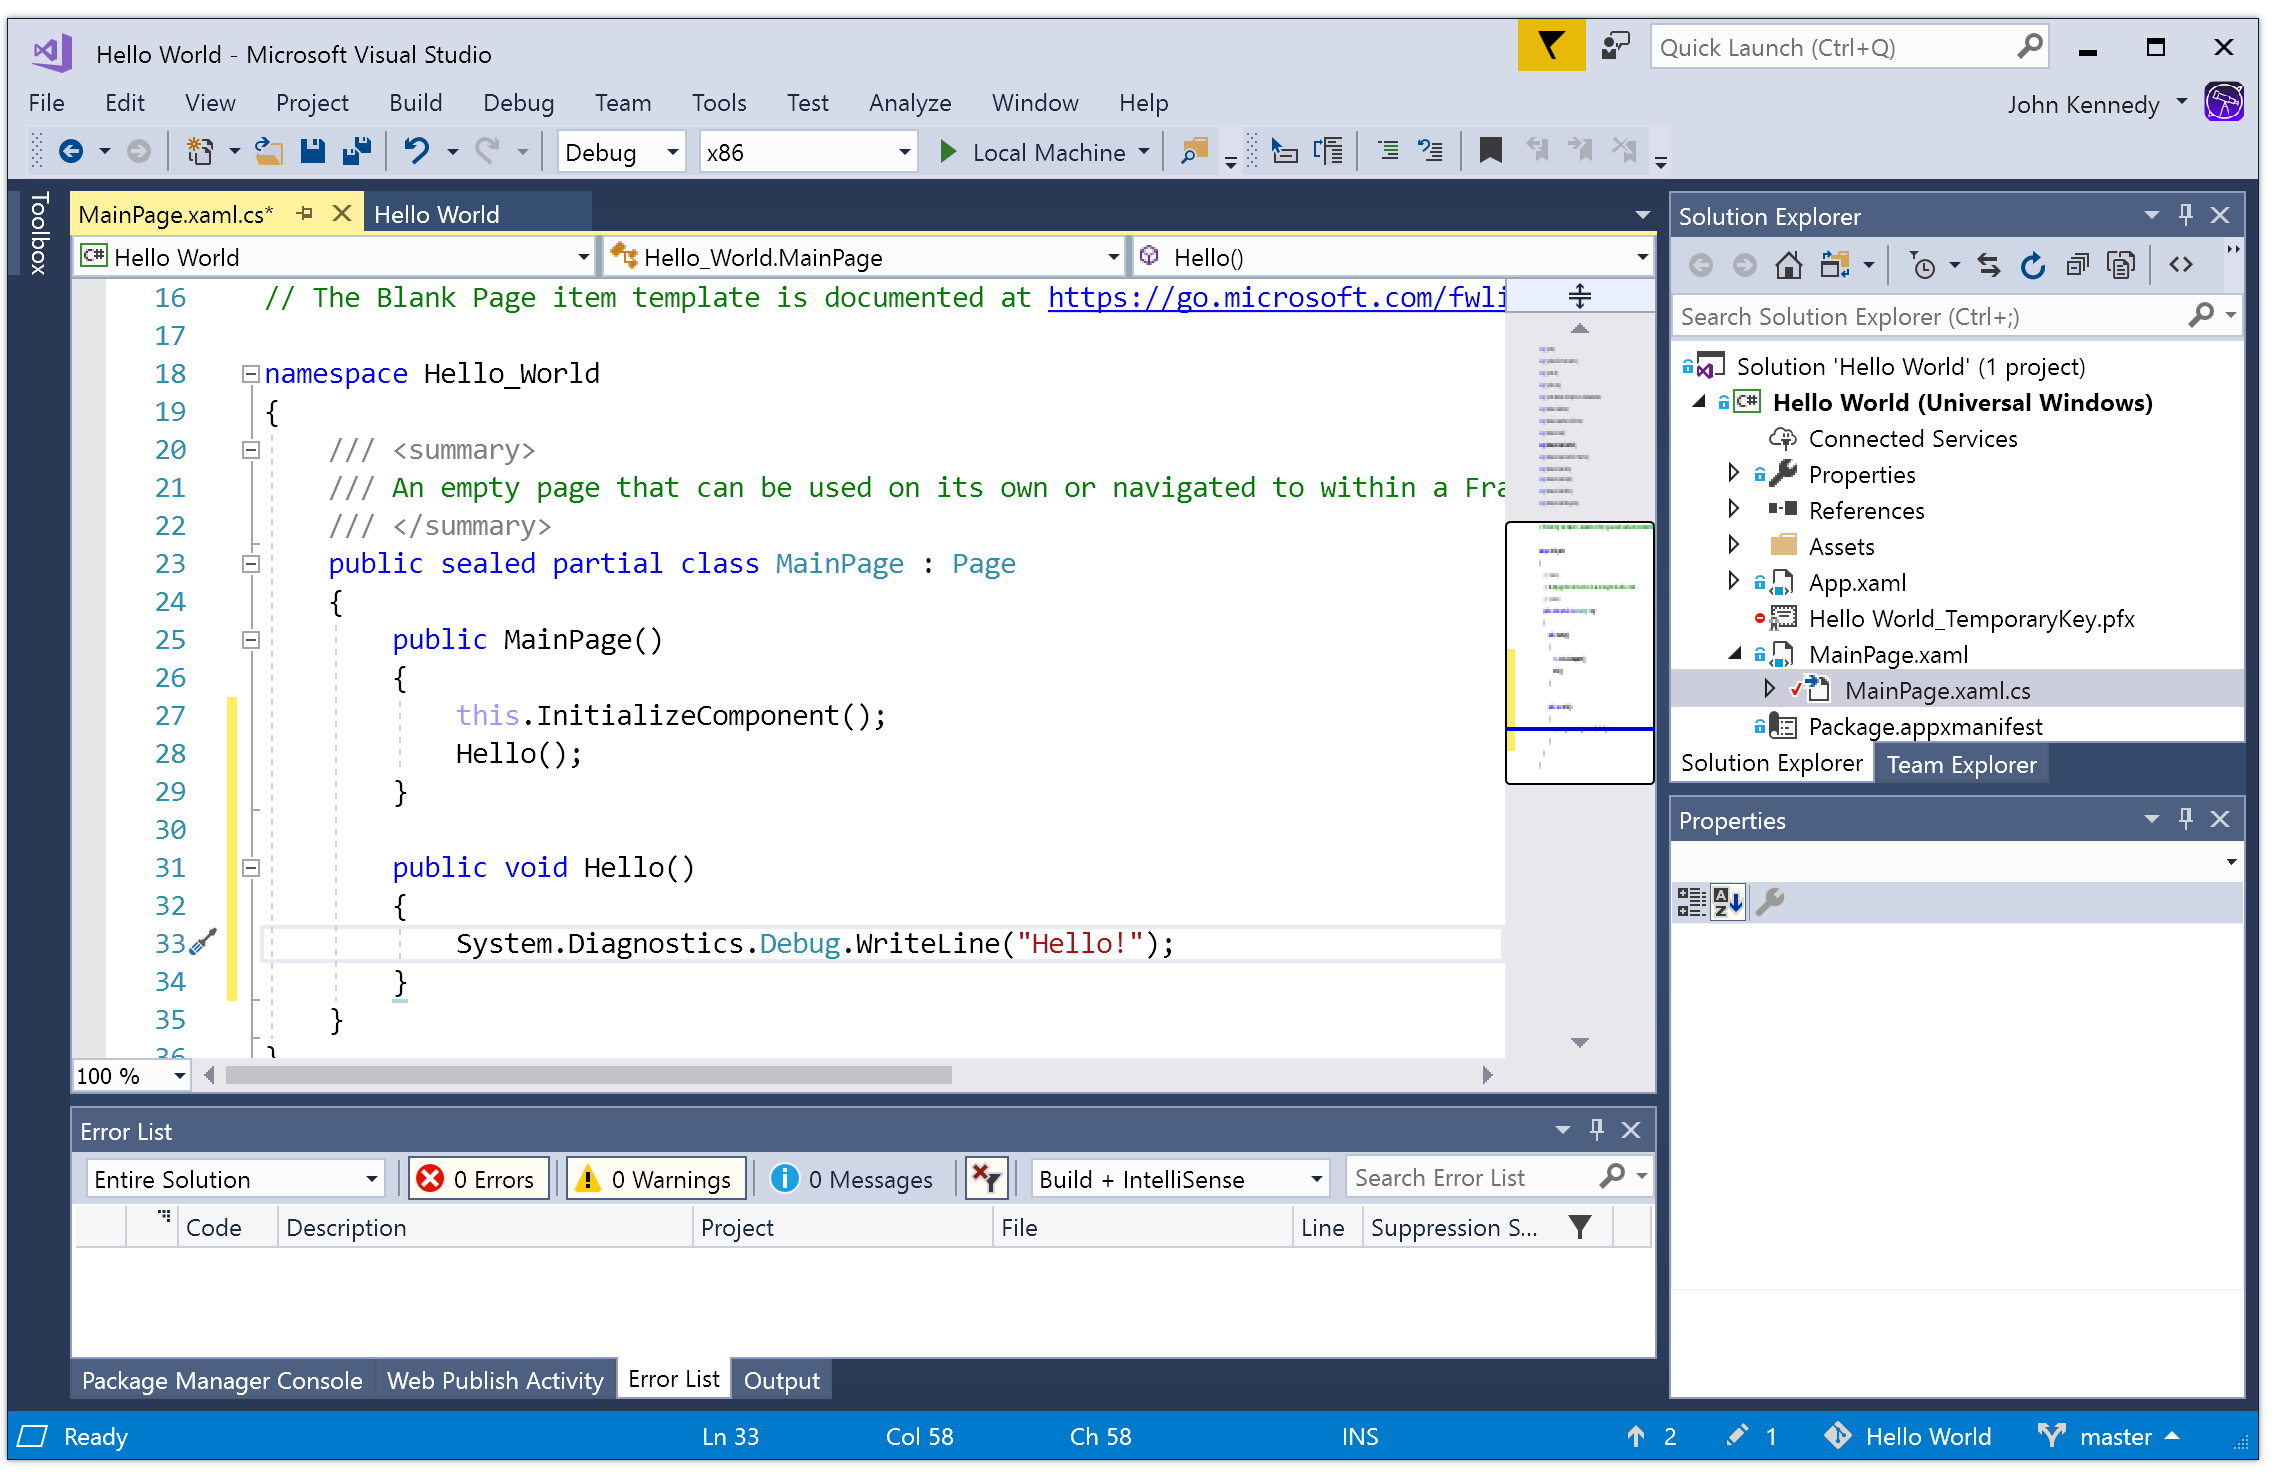 Hello World - Microsoft Visual Studio
Quick Launch (Ctrl+Q)
File Edit View Project Build Debug Team Tools Test Analyze Window Help
John Kennedy
Debug x86 Local Machine
Toolbox
MainPage.xaml.cs* Hello World
C# Hello World Hello_World.MainPage Hello()
16 // The Blank Page item template is documented at https://go.microsoft.com/fwli
17
18 namespace Hello_World
19 {
20 /// <summary>
21 /// An empty page that can be used on its own or navigated to within a Fra
22 /// </summary>
23 public sealed partial class MainPage : Page
24 {
25 public MainPage()
26 {
27 this.InitializeComponent();
28 Hello();
29 }
30
31 public void Hello()
32 {
33 System.Diagnostics.Debug.WriteLine("Hello!");
34 }
35 }
36 }
100 %
Solution Explorer
Search Solution Explorer (Ctrl+;)
Solution 'Hello World' (1 project)
C# Hello World (Universal Windows)
Connected Services
Properties
References
Assets
App.xaml
Hello World_TemporaryKey.pfx
MainPage.xaml
MainPage.xaml.cs
Package.appxmanifest
Solution Explorer Team Explorer
Properties
A
Z
Error List
Entire Solution 0 Errors 0 Warnings 0 Messages Build + IntelliSense Search Error List
Code Description Project File Line Suppression S...
Package Manager Console Web Publish Activity Error List Output
Ready Ln 33 Col 58 Ch 58 INS 2 1 Hello World master